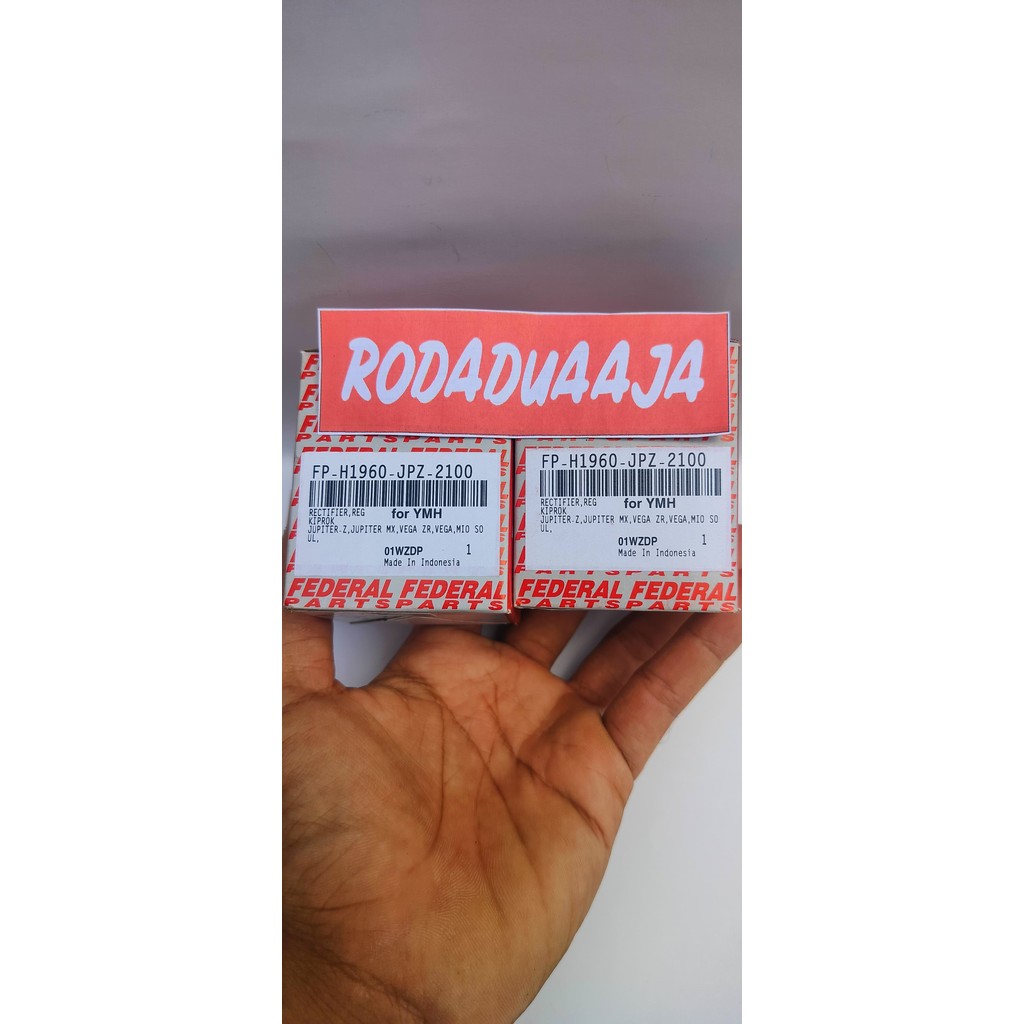 RODADUAAJA
FP-H1960-JPZ-2100
RECTIFIER,REG for YMH
KIPROK
JUPITER Z,JUPITER MX,VEGA ZR,VEGA,MIO SO
UL,
01WZDP 1
Made In Indonesia
FEDERAL FEDERAL
PARTSPARTS
FP-H1960-JPZ-2100
RECTIFIER,REG for YMH
KIPROK
JUPITER Z,JUPITER MX,VEGA ZR,VEGA,MIO SO
UL,
01WZDP 1
Made In Indonesia
FEDERAL FEDERAL
PARTSPARTS